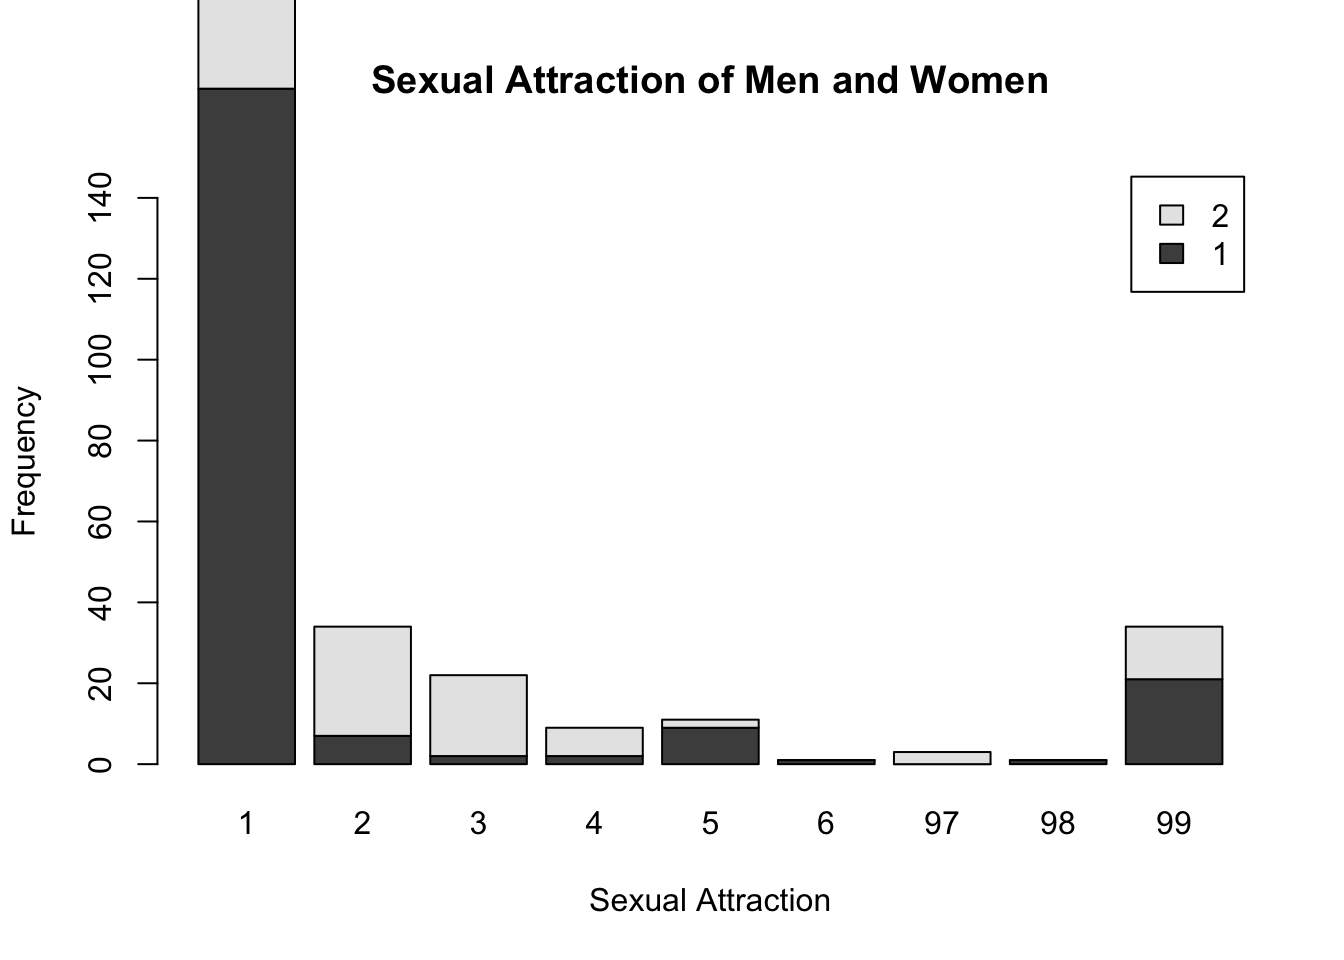 Sexual Attraction of Men and Women
140
120
100
80
60
40
20
0
Frequency
2
1
1 2 3 4 5 6 97 98 99
Sexual Attraction